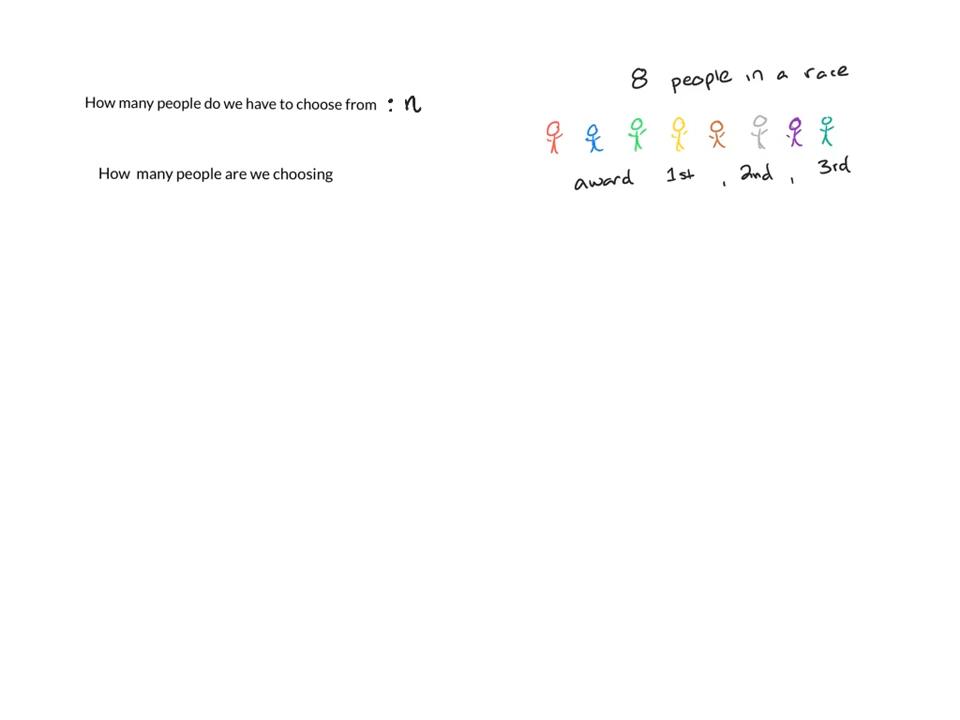 8 people in a race
How many people do we have to choose from : n
award 1st , 2nd , 3rd
How many people are we choosing